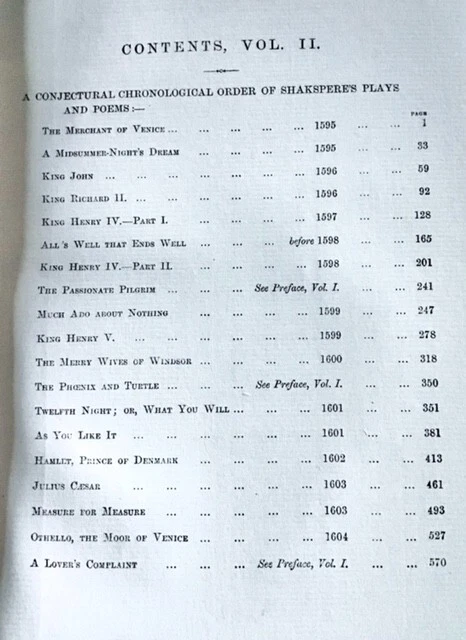 CONTENTS, VOL. II.
A CONJECTURAL CHRONOLOGICAL ORDER OF SHAKSPERE'S PLAYS
AND POEMS:—
PAGE
THE MERCHANT OF VENICE ... ... ... ... 1595 ... ... 1
A MIDSUMMER-NIGHT'S DREAM ... ... ... 1595 ... ... 33
KING JOHN ... ... ... ... ... ... 1596 ... ... 59
KING RICHARD II. ... ... ... ... ... 1596 ... ... 92
KING HENRY IV.—PART I. ... ... ... ... 1597 ... ... 128
ALL'S WELL THAT ENDS WELL ... ... ... before 1598 ... ... 165
KING HENRY IV.—PART II. ... ... ... ... 1598 ... ... 201
THE PASSIONATE PILGRIM ... ... ... See Preface, Vol. I. ... ... 241
MUCH ADO ABOUT NOTHING ... ... ... ... 1599 ... ... 247
KING HENRY V. ... ... ... ... ... 1599 ... ... 278
THE MERRY WIVES OF WINDSOR ... ... ... ... 1600 ... ... 318
THE PHŒNIX AND TURTLE ... ... ... See Preface, Vol. I. ... ... 350
TWELFTH NIGHT; OR, WHAT YOU WILL ... ... ... ... 1601 ... ... 351
AS YOU LIKE IT ... ... ... ... ... 1601 ... ... 381
HAMLET, PRINCE OF DENMARK ... ... ... ... 1602 ... ... 413
JULIUS CÆSAR ... ... ... ... ... 1603 ... ... 461
MEASURE FOR MEASURE ... ... ... ... ... 1603 ... ... 493
OTHELLO, THE MOOR OF VENICE ... ... ... ... 1604 ... ... 527
A LOVER'S COMPLAINT ... ... ... See Preface, Vol. I. ... ... 570